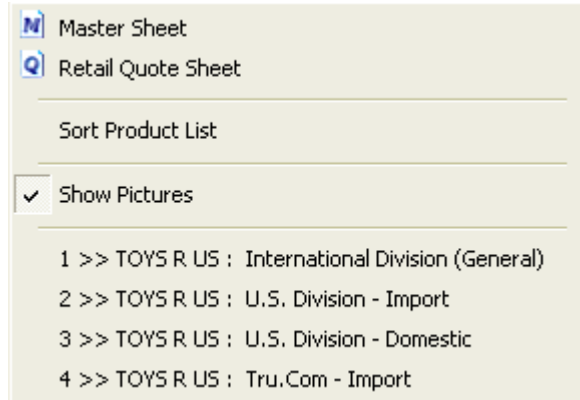 M Master Sheet
Q Retail Quote Sheet
Sort Product List
Show Pictures
1 >> TOYS R US : International Division (General)
2 >> TOYS R US : U.S. Division - Import
3 >> TOYS R US : U.S. Division - Domestic
4 >> TOYS R US : Tru.Com - Import